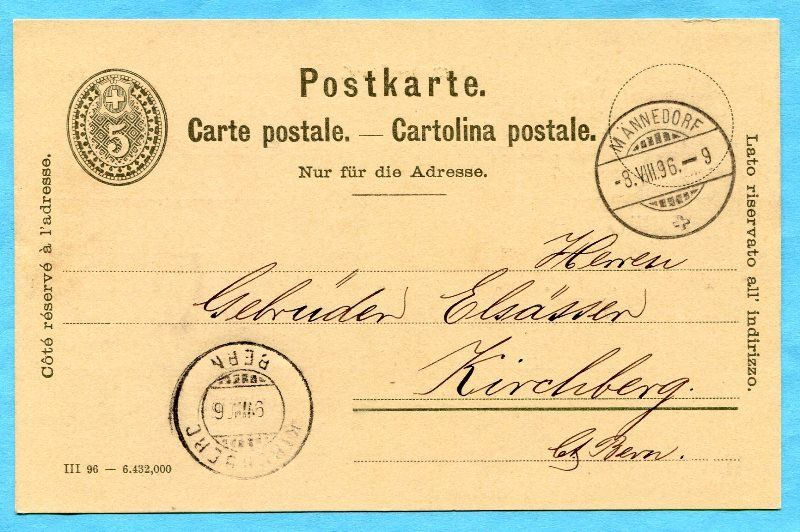 5
Postkarte.
Carte postale. — Cartolina postale.
Nur für die Adresse.
MÄNNEDORF
-8.VIII.96.-9
Côté réservé à l'adresse.
Lato riservato all' indirizzo.
Herren
Gebrüder Elsässer
Kirchberg.
Ct. Bern.
KIRCHBERG
BERN
III 96 — 6.432,000